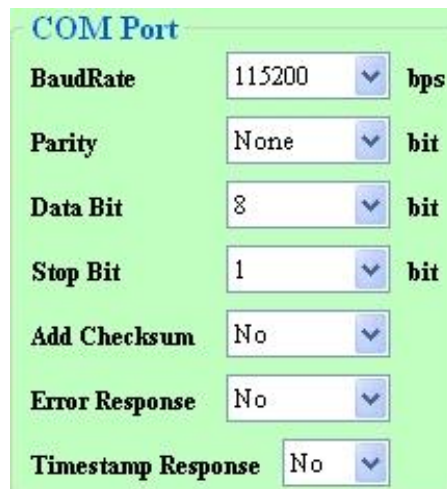 COM Port
BaudRate 115200 bps
Parity None bit
Data Bit 8 bit
Stop Bit 1 bit
Add Checksum No
Error Response No
Timestamp Response No